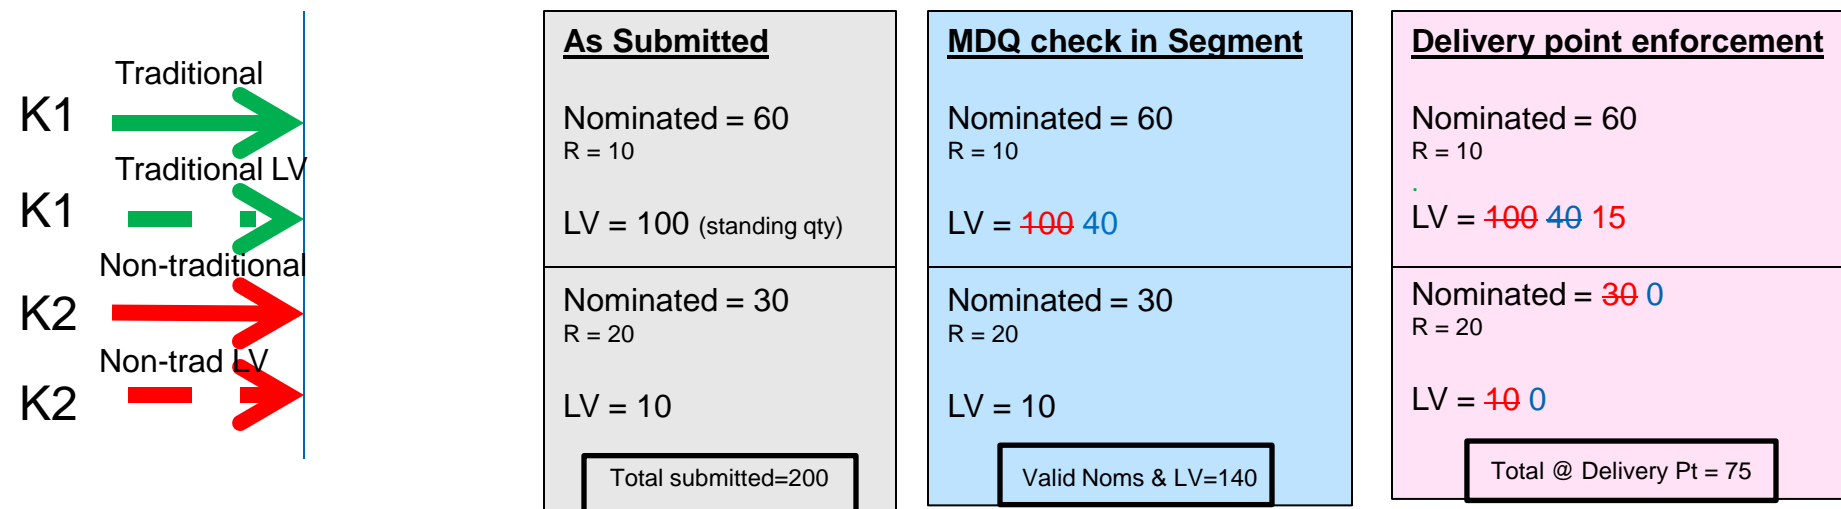 Traditional
K1
Traditional LV
K1
Non-traditional
K2
Non-trad LV
K2
As Submitted
Nominated = 60
R = 10
LV = 100 (standing qty)
Nominated = 30
R = 20
LV = 10
Total submitted=200
MDQ check in Segment
Nominated = 60
R = 10
LV = 100 40
Nominated = 30
R = 20
LV = 10
Valid Noms & LV=140
Delivery point enforcement
Nominated = 60
R = 10
.
LV = 100 40 15
Nominated = 30 0
R = 20
LV = 10 0
Total @ Delivery Pt = 75